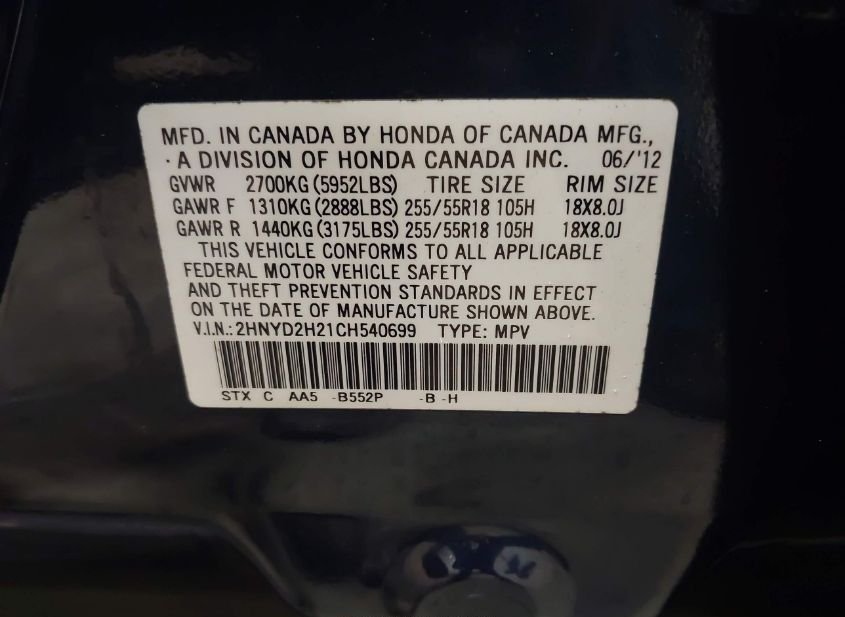 MFD. IN CANADA BY HONDA OF CANADA MFG.,
A DIVISION OF HONDA CANADA INC. 06/'12
GVWR 2700KG (5952LBS) TIRE SIZE RIM SIZE
GAWR F 1310KG (2888LBS) 255/55R18 105H 18X8.0J
GAWR R 1440KG (3175LBS) 255/55R18 105H 18X8.0J
THIS VEHICLE CONFORMS TO ALL APPLICABLE
FEDERAL MOTOR VEHICLE SAFETY
AND THEFT PREVENTION STANDARDS IN EFFECT
ON THE DATE OF MANUFACTURE SHOWN ABOVE.
V.I.N.: 2HNYD2H21CH540699 TYPE: MPV
STX C AA5 -B552P -B -H